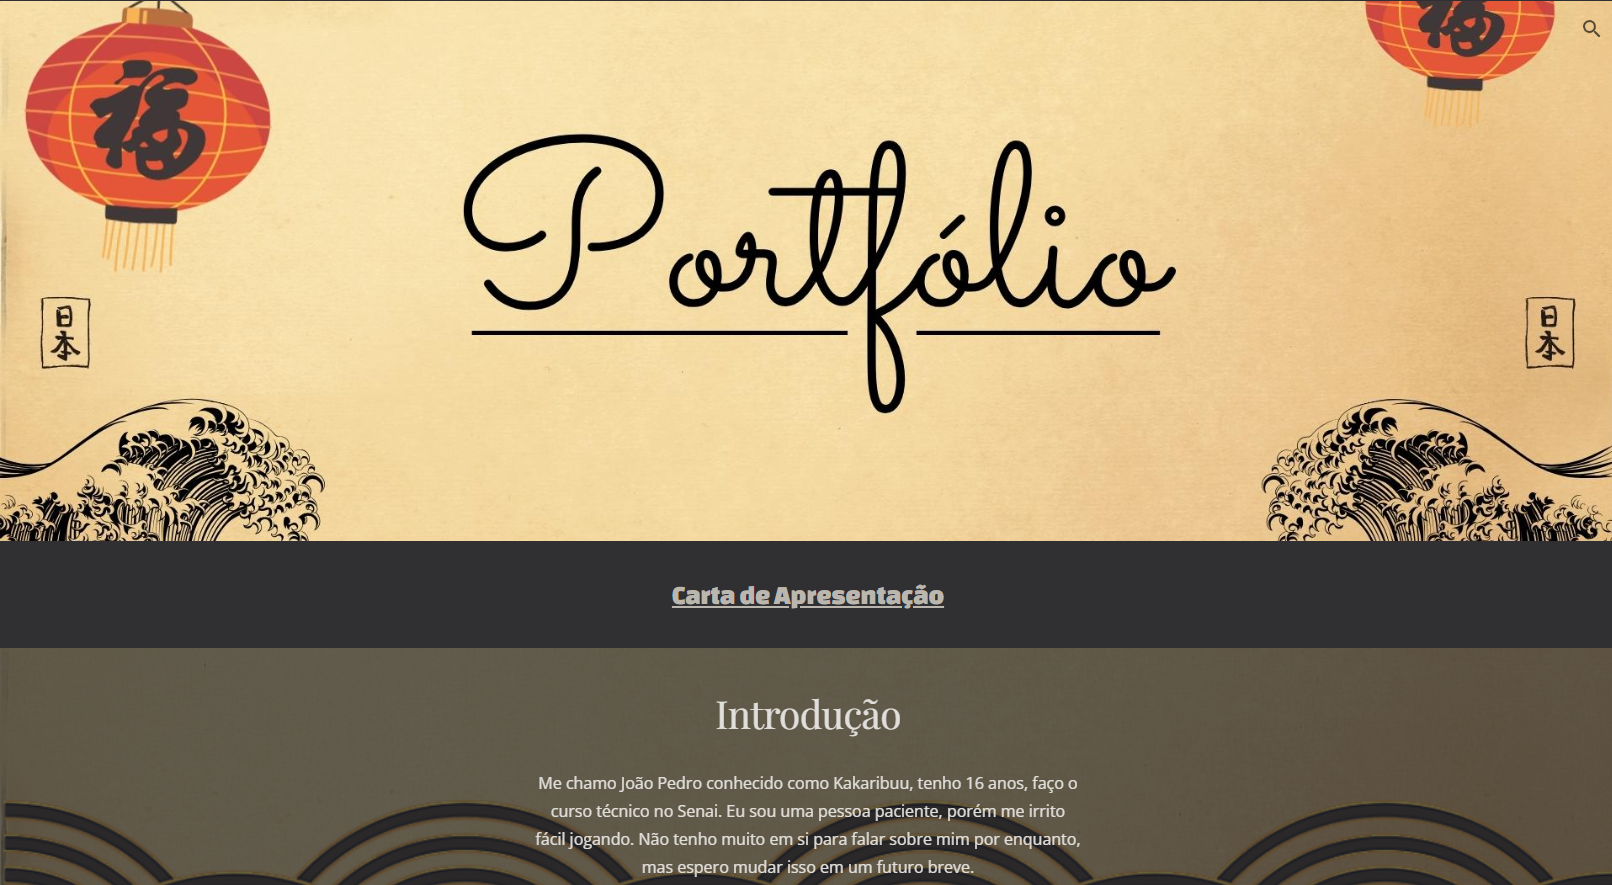 福
福
Portfólio
日本
日本
Carta de Apresentação
Introdução
Me chamo João Pedro conhecido como Kakaribuu, tenho 16 anos, faço o
curso técnico no Senai. Eu sou uma pessoa paciente, porém me irrito
fácil jogando. Não tenho muito em si para falar sobre mim por enquanto,
mas espero mudar isso em um futuro breve.